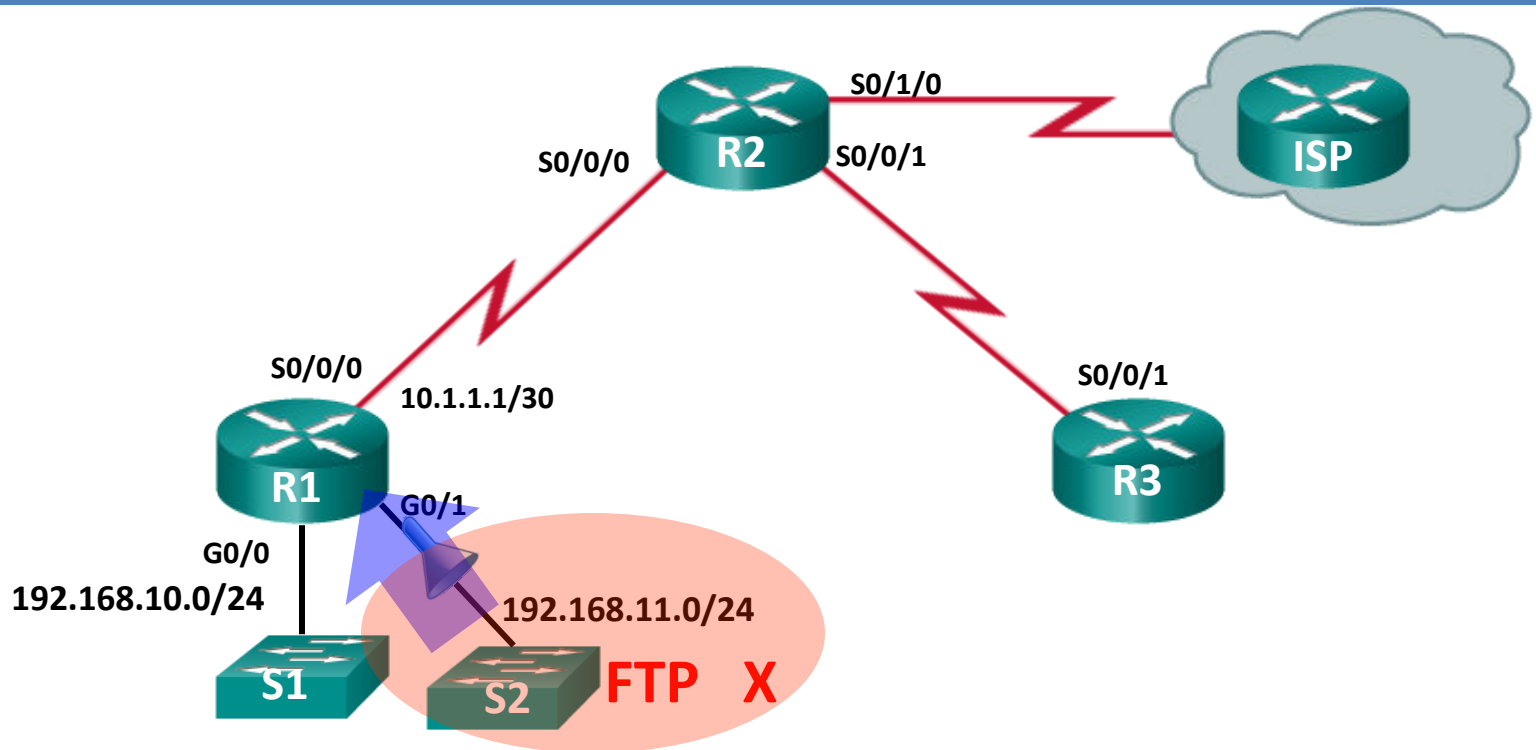 S0/1/0
R2
ISP
S0/0/0
S0/0/1
S0/0/0
10.1.1.1/30
S0/0/1
R1
R3
G0/1
G0/0
192.168.10.0/24
192.168.11.0/24
S1
S2
FTP X